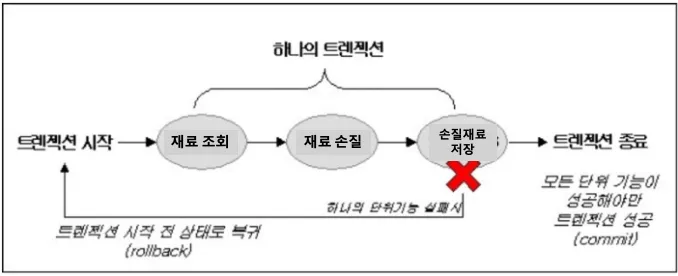 하나의 트렌젝션
트렌젝션 시작
재료 조회
재료 손질
손질재료
저장
트렌젝션 종료
하나의 단위기능 실패시
트렌젝션 시작 전 상태로 복귀
(rollback)
모든 단위 기능이
성공해야만
트렌젝션 성공
(commit)